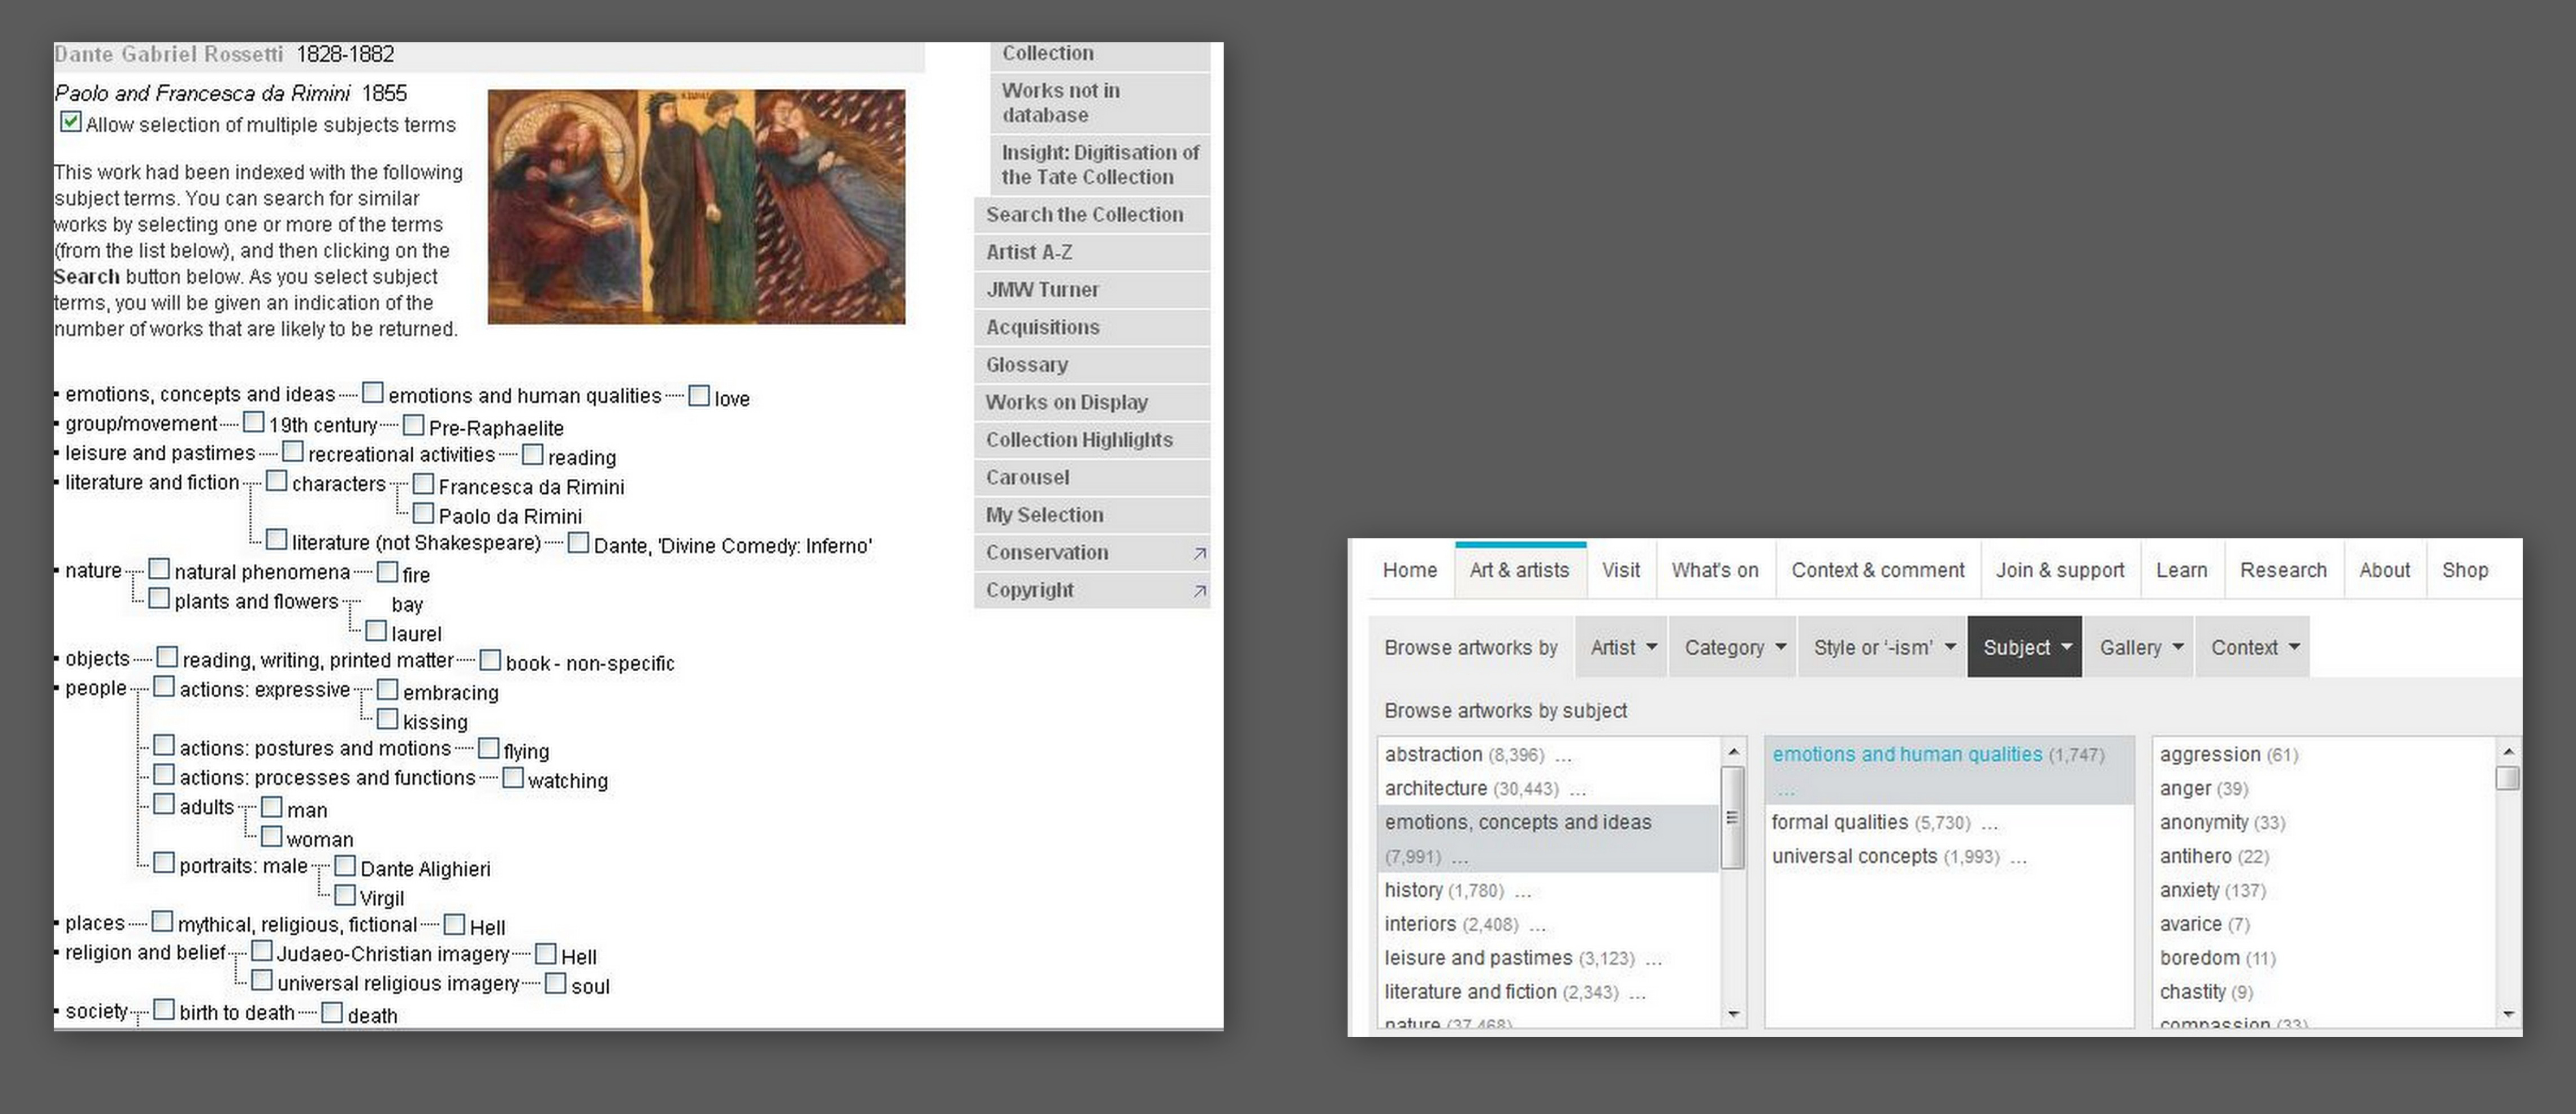 Dante Gabriel Rossetti 1828-1882
Paolo and Francesca da Rimini 1855
Allow selection of multiple subjects terms
This work had been indexed with the following
subject terms. You can search for similar
works by selecting one or more of the terms
(from the list below), and then clicking on the
Search button below. As you select subject
terms, you will be given an indication of the
number of works that are likely to be returned.
emotions, concepts and ideas emotions and human qualities love
group/movement 19th century Pre-Raphaelite
leisure and pastimes recreational activities reading
literature and fiction characters Francesca da Rimini
Paolo da Rimini
literature (not Shakespeare) Dante, 'Divine Comedy: Inferno'
nature natural phenomena fire
plants and flowers bay
laurel
objects reading, writing, printed matter book - non-specific
people actions: expressive embracing
kissing
actions: postures and motions flying
actions: processes and functions watching
adults man
woman
portraits: male Dante Alighieri
Virgil
places mythical, religious, fictional Hell
religion and belief Judaeo-Christian imagery Hell
universal religious imagery soul
society birth to death death
Collection
Works not in
database
Insight: Digitisation of
the Tate Collection
Search the Collection
Artist A-Z
JMW Turner
Acquisitions
Glossary
Works on Display
Collection Highlights
Carousel
My Selection
Conservation
Copyright
Home Art & artists Visit What's on Context & comment Join & support Learn Research About Shop
Browse artworks by Artist Category Style or '-ism' Subject Gallery Context
Browse artworks by subject
abstraction (8,396) ...
architecture (30,443) ...
emotions, concepts and ideas
(7,991) ...
history (1,780) ...
interiors (2,408) ...
leisure and pastimes (3,123) ...
literature and fiction (2,343) ...
nature (37,468)
emotions and human qualities (1,747)
...
formal qualities (5,730) ...
universal concepts (1,993) ...
aggression (61)
anger (39)
anonymity (33)
antihero (22)
anxiety (137)
avarice (7)
boredom (11)
chastity (9)
compassion (33)